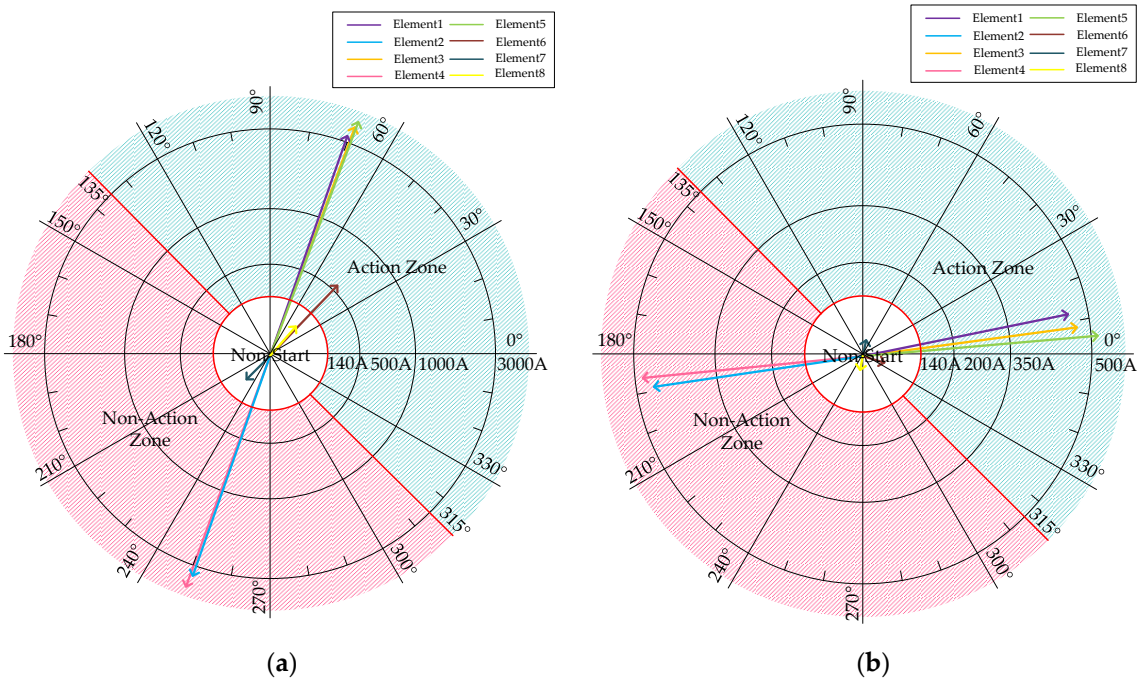 Element1 Element5
Element2 Element6
Element3 Element7
Element4 Element8
90°
120°
60°
135°
150°
30°
Action Zone
180°
0°
Non-Start
140A 500A 1000A 3000A
Non-Action
Zone
210°
330°
315°
240°
300°
270°
(a)
Element1 Element5
Element2 Element6
Element3 Element7
Element4 Element8
90°
120°
60°
135°
150°
30°
Action Zone
180°
0°
Non-Start
140A 200A 350A 500A
Non-Action
Zone
210°
330°
315°
240°
300°
270°
(b)